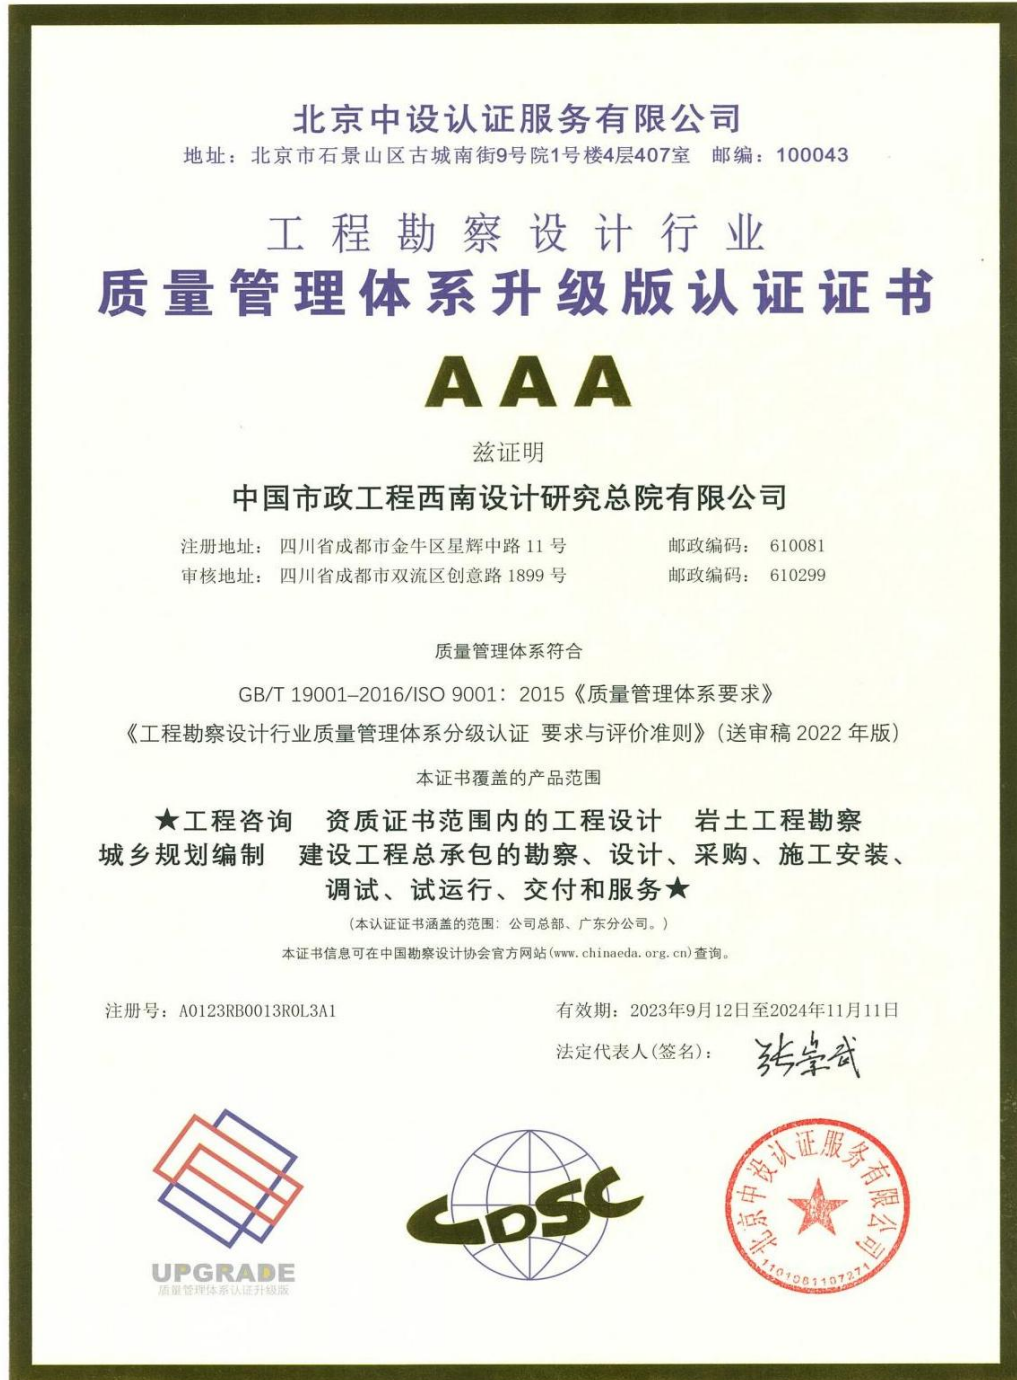 北京中设认证服务有限公司
地址：北京市石景山区古城南街9号院1号楼4层407室 邮编：100043
工程勘察设计行业
质量管理体系升级版认证证书
AAA
兹证明
中国市政工程西南设计研究总院有限公司
注册地址： 四川省成都市金牛区星辉中路 11 号 邮政编码： 610081
审核地址： 四川省成都市双流区创意路 1899 号 邮政编码： 610299
质量管理体系符合
GB/T 19001–2016/ISO 9001：2015《质量管理体系要求》
《工程勘察设计行业质量管理体系分级认证 要求与评价准则》（送审稿 2022 年版）
本证书覆盖的产品范围
★工程咨询 资质证书范围内的工程设计 岩土工程勘察
城乡规划编制 建设工程总承包的勘察、设计、采购、施工安装、
调试、试运行、交付和服务★
(本认证证书涵盖的范围：公司总部、广东分公司。)
本证书信息可在中国勘察设计协会官方网站(www.chinaeda.org.cn)查询。
注册号：A0123RB0013R0L3A1
有效期：2023年9月12日至2024年11月11日
法定代表人(签名)： 张崇武
UPGRADE
质量管理体系认证升级版
CDSC
北京中设认证服务有限公司
1101061107271